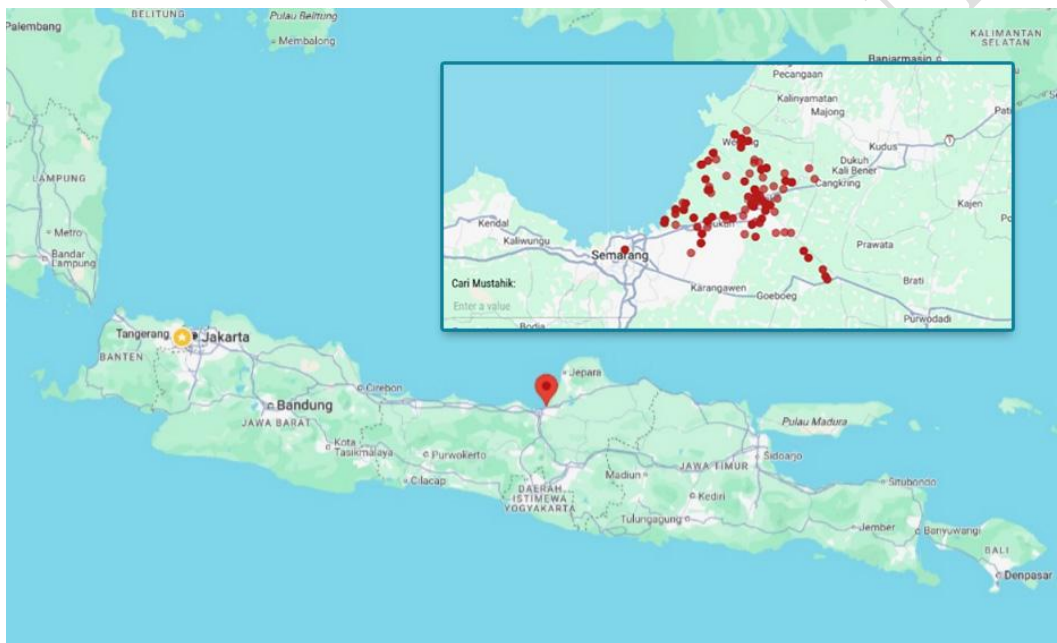 BELITUNG
Pulau Belitung
Palembang
Membalong
KALIMANTAN
SELATAN
Banjarmasin
Pecangaan
Kalinyamatan
Majong
Pati
Kudus
Dukuh
Kali Bener
Cangkring
Kajen
Kendal
Kaliwungu
Semarang
Prawata
Cari Mustahik:
Enter a value
Karangawen
Goeboeg
Brati
Purwodadi
Bodja
LAMPUNG
Metro
Bandar
Lampung
Tangerang
Jakarta
BANTEN
Cirebon
Jepara
Bandung
JAWA BARAT
Kota
Tasikmalaya
Purwokerto
Cilacap
DAERAH
ISTIMEWA
YOGYAKARTA
Pulau Madura
Sidoarjo
Madiun
JAWA TIMUR
Kediri
Tulungagung
Situbondo
Jember
Banyuwangi
BALI
Denpasar